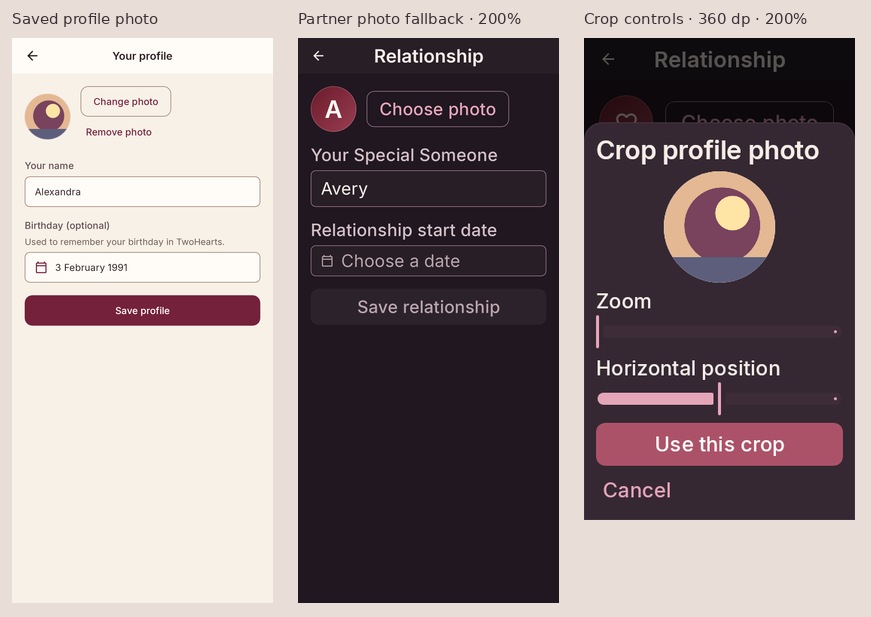 Saved profile photo
Your profile
Change photo
Remove photo
Your name
Alexandra
Birthday (optional)
Used to remember your birthday in TwoHearts.
3 February 1991
Save profile
Partner photo fallback · 200%
Relationship
A
Choose photo
Your Special Someone
Avery
Relationship start date
Choose a date
Save relationship
Crop controls · 360 dp · 200%
Relationship
Choose photo
Crop profile photo
Zoom
Horizontal position
Use this crop
Cancel